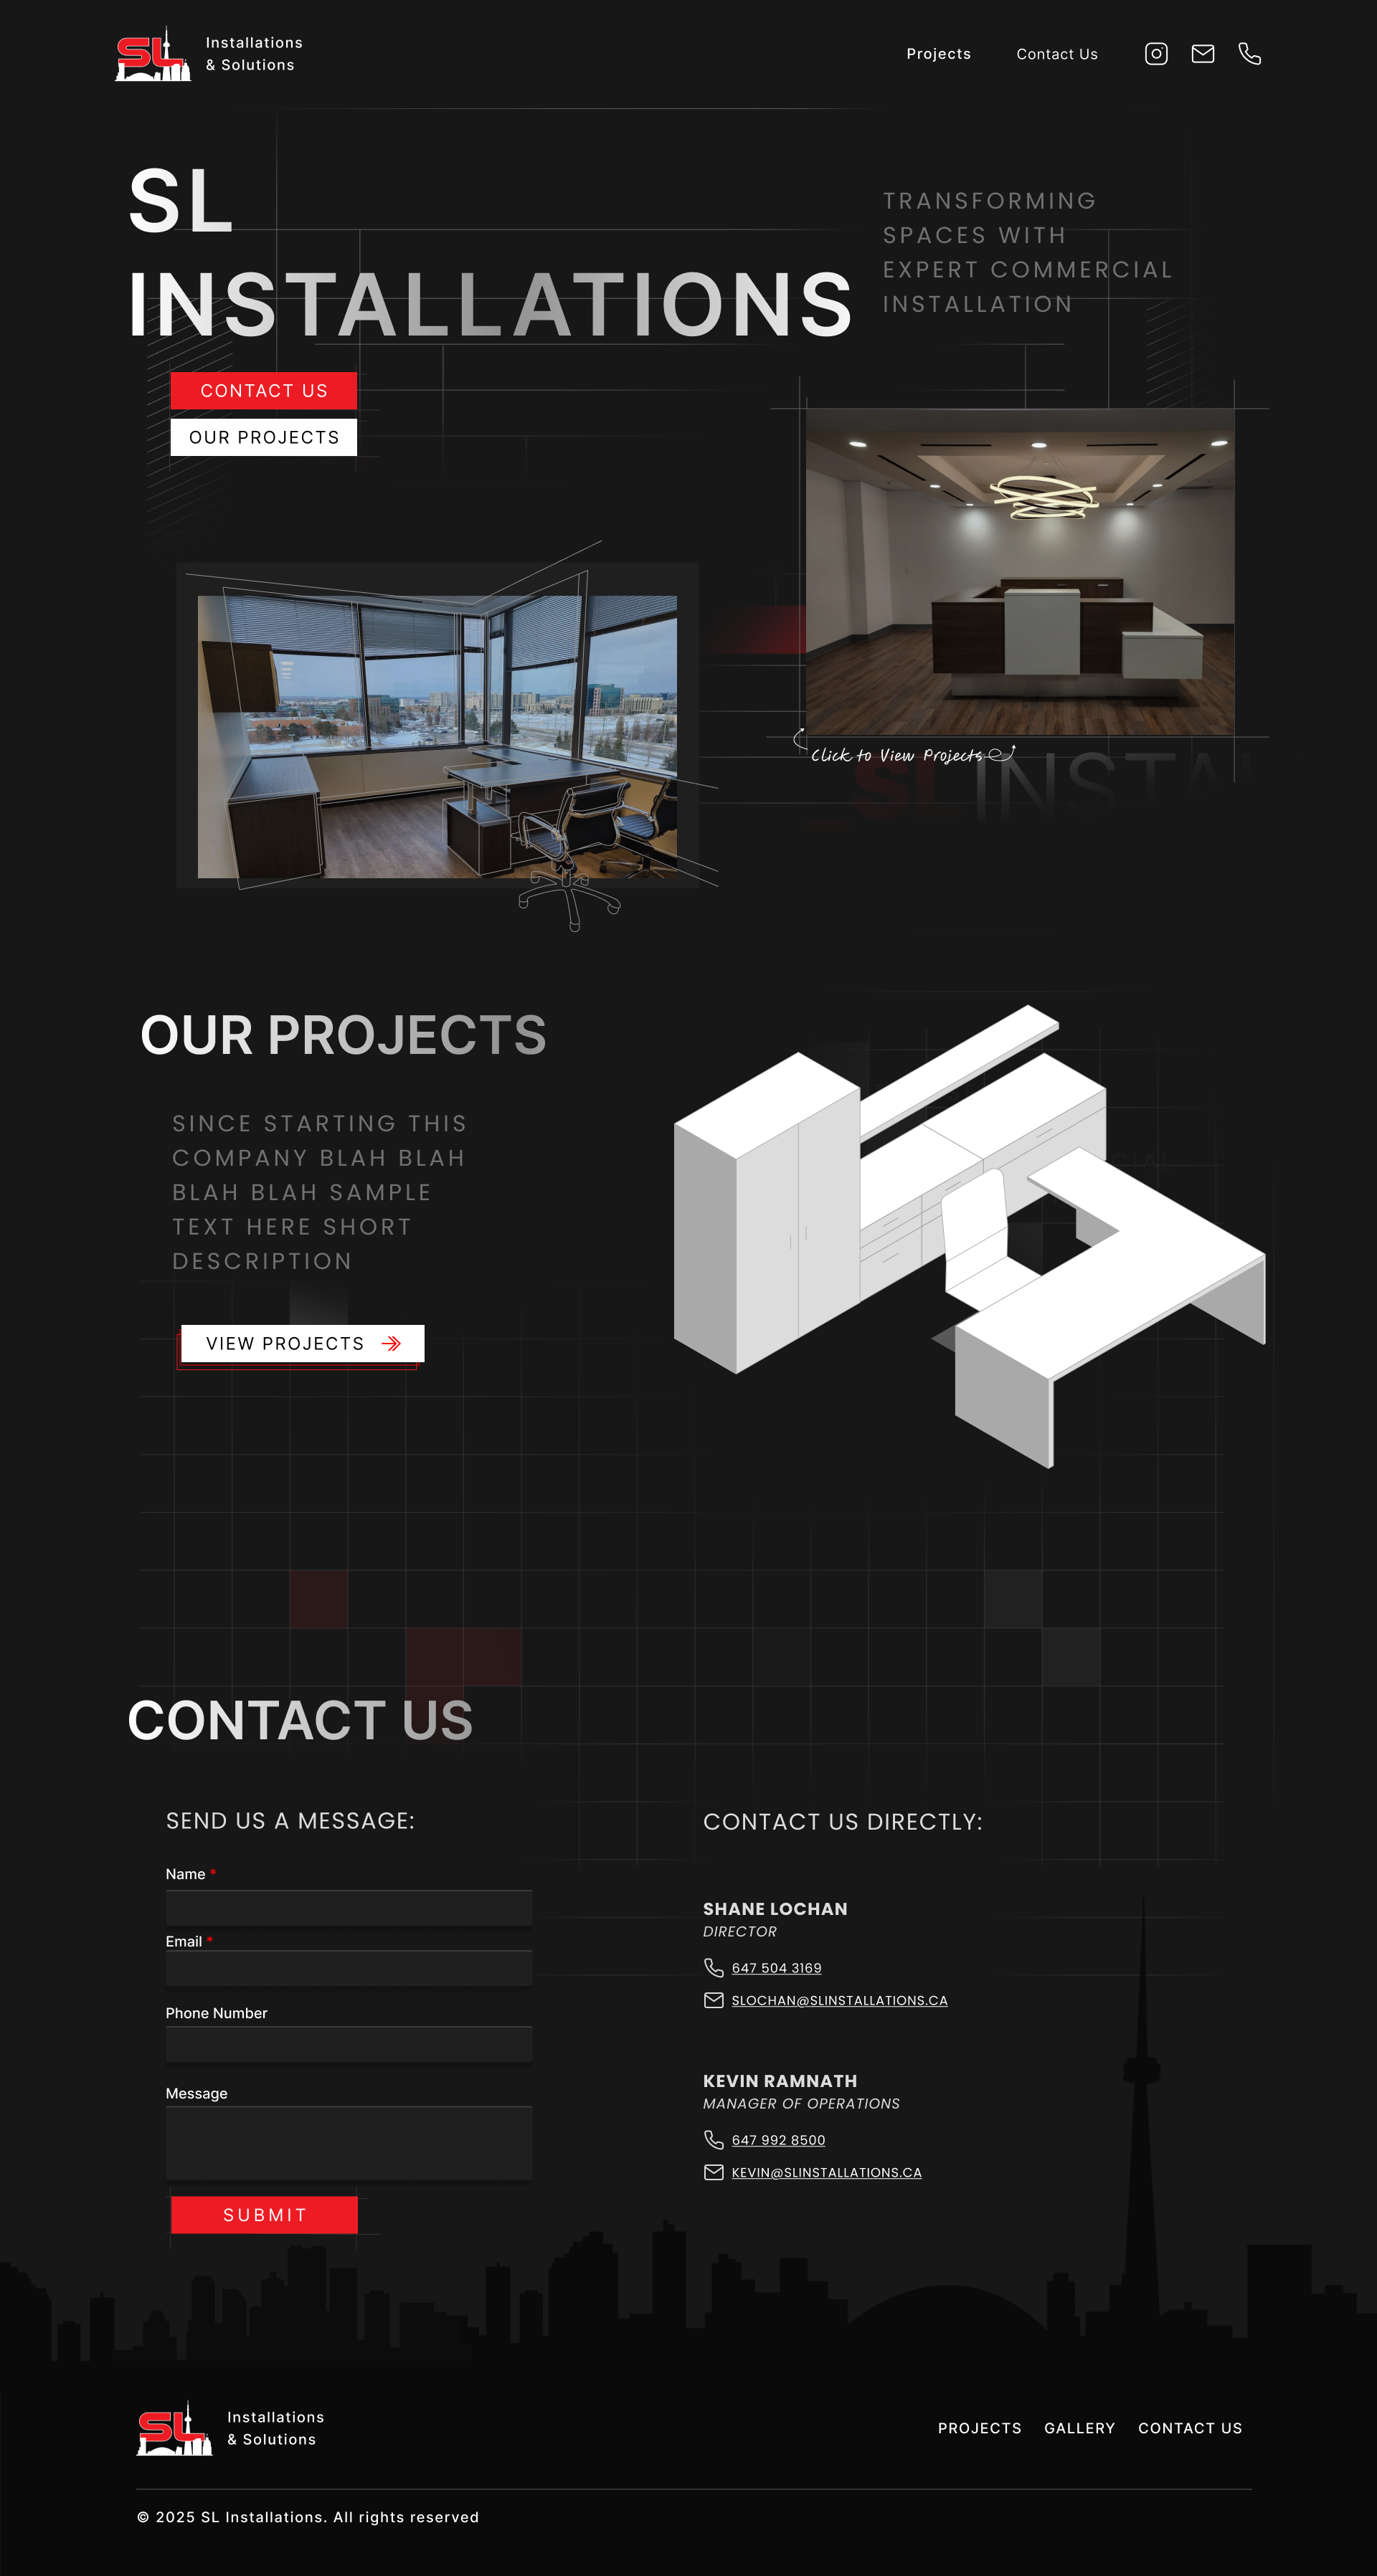 SL
Installations
& Solutions
Projects
Contact Us
SL
INSTALLATIONS
TRANSFORMING
SPACES WITH
EXPERT COMMERCIAL
INSTALLATION
CONTACT US
OUR PROJECTS
Click to View Projects
SL INSTA
OUR PROJECTS
SINCE STARTING THIS
COMPANY BLAH BLAH
BLAH BLAH SAMPLE
TEXT HERE SHORT
DESCRIPTION
VIEW PROJECTS
CONTACT US
SEND US A MESSAGE:
Name *
Email *
Phone Number
Message
SUBMIT
CONTACT US DIRECTLY:
SHANE LOCHAN
DIRECTOR
647 504 3169
SLOCHAN@SLINSTALLATIONS.CA
KEVIN RAMNATH
MANAGER OF OPERATIONS
647 992 8500
KEVIN@SLINSTALLATIONS.CA
SL
Installations
& Solutions
PROJECTS
GALLERY
CONTACT US
© 2025 SL Installations. All rights reserved